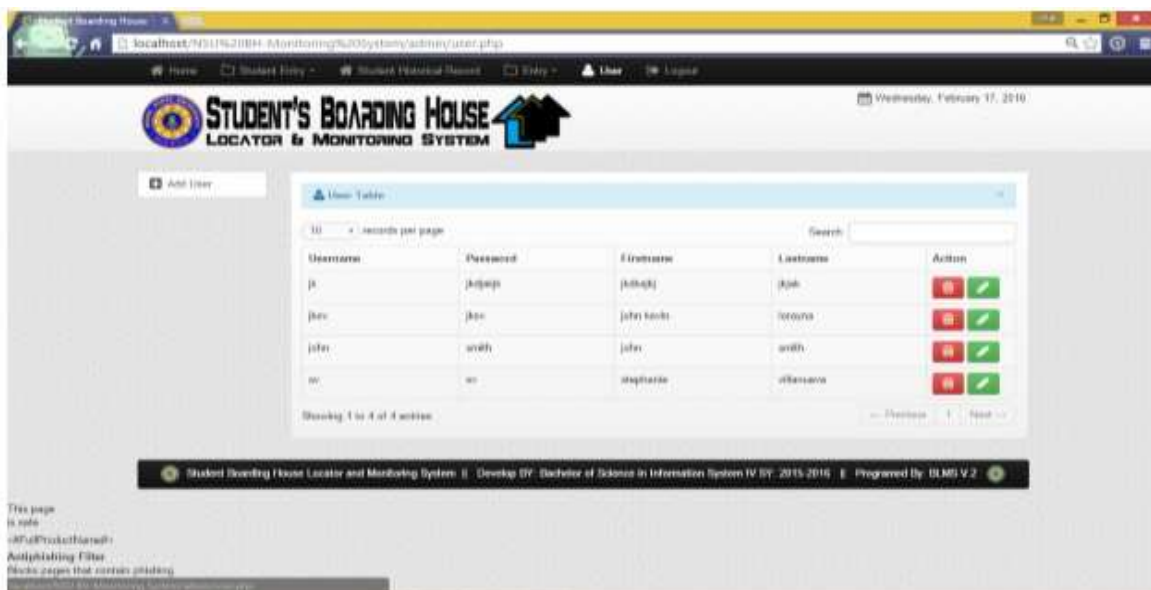 Student Boarding House
localhost/NSU%20BH-Monitoring%20System/admin/user.php
Home Student Entry Student Historical Record Entry User Logout
STUDENT'S BOARDING HOUSE
LOCATOR & MONITORING SYSTEM
Wednesday, February 17, 2016
Add User
User Table
10 records per page
Search
Username Password Firstname Lastname Action
jk
jkev jkev john kevin
john smith john smith
sv sv stephanie villanueva
Showing 1 to 4 of 4 entries
← Previous 1 Next →
Student Boarding House Locator and Monitoring System || Develop BY: Bachelor of Science in Information System IV SY: 2015-2016 || Programed By: BLMS V.2
This page
is safe
<#FullProductName#>
Antiphishing Filter
Blocks pages that contain phishing